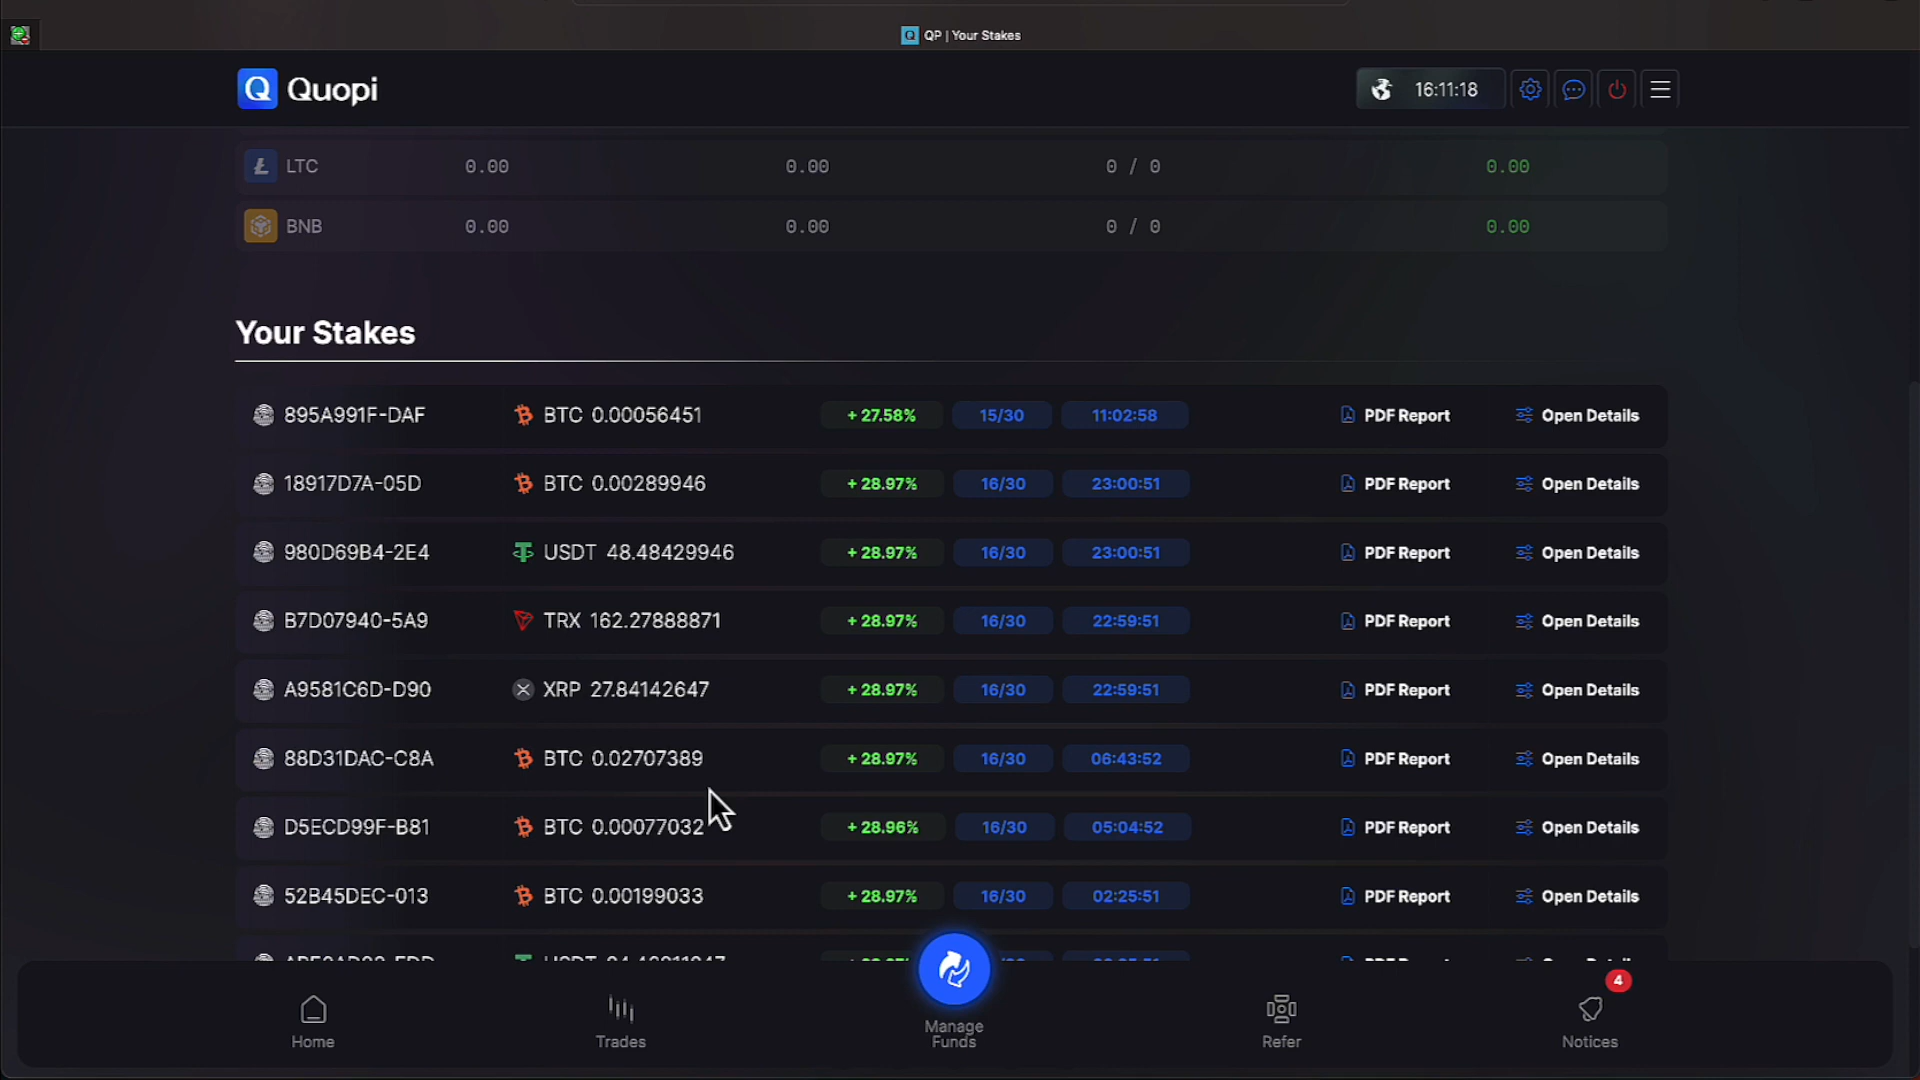 QP | Your Stakes
Quopi 16:11:18
LTC 0.00 0.00 0 / 0 0.00
BNB 0.00 0.00 0 / 0 0.00
Your Stakes
895A991F-DAF BTC 0.00056451 + 27.58% 15/30 11:02:58 PDF Report Open Details
18917D7A-05D BTC 0.00289946 + 28.97% 16/30 23:00:51 PDF Report Open Details
980D69B4-2E4 USDT 48.48429946 + 28.97% 16/30 23:00:51 PDF Report Open Details
B7D07940-5A9 TRX 162.27888871 + 28.97% 16/30 22:59:51 PDF Report Open Details
A9581C6D-D90 XRP 27.84142647 + 28.97% 16/30 22:59:51 PDF Report Open Details
88D31DAC-C8A BTC 0.02707389 + 28.97% 16/30 06:43:52 PDF Report Open Details
D5ECD99F-B81 BTC 0.00077032 + 28.96% 16/30 05:04:52 PDF Report Open Details
52B45DEC-013 BTC 0.00199033 + 28.97% 16/30 02:25:51 PDF Report Open Details
4
Home Trades Manage Funds Refer Notices